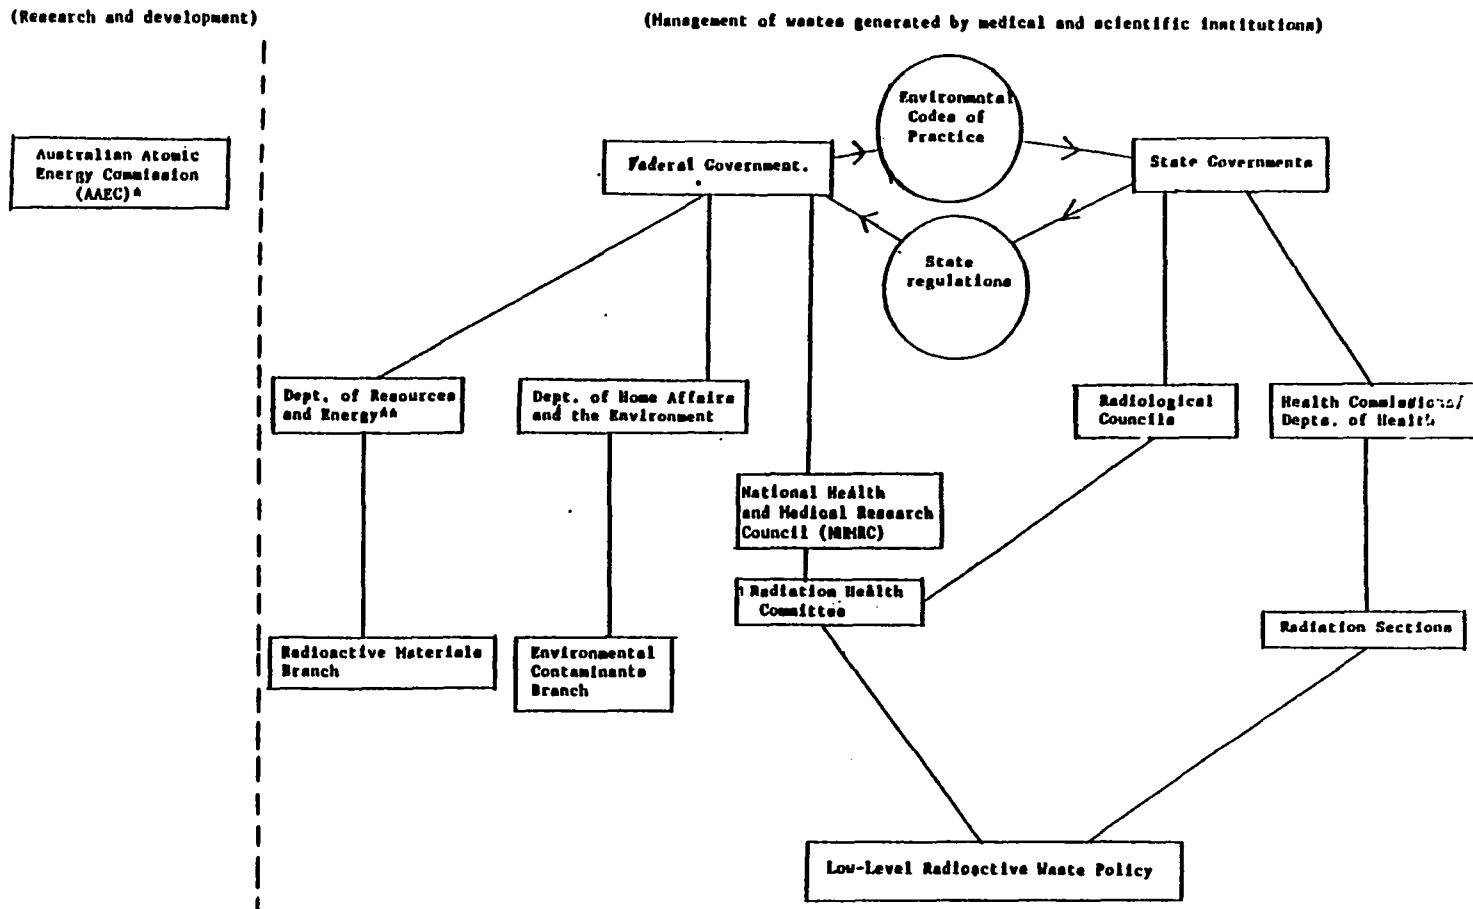 (Research and development)
(Management of wastes generated by medical and scientific institutions)
Environmental
Codes of
Practice
Australian Atomic
Energy Commission
(AAEC)*
Federal Government.
State Governments
State
regulations
Dept. of Resources
and Energy**
Dept. of Home Affairs
and the Environment
Radiological
Councils
Health Commissions/
Depts. of Health
National Health
and Medical Research
Council (NHMRC)
Radiation Health
Committee
Radiation Sections
Radioactive Materials
Branch
Environmental
Contaminants
Branch
Low-Level Radioactive Waste Policy